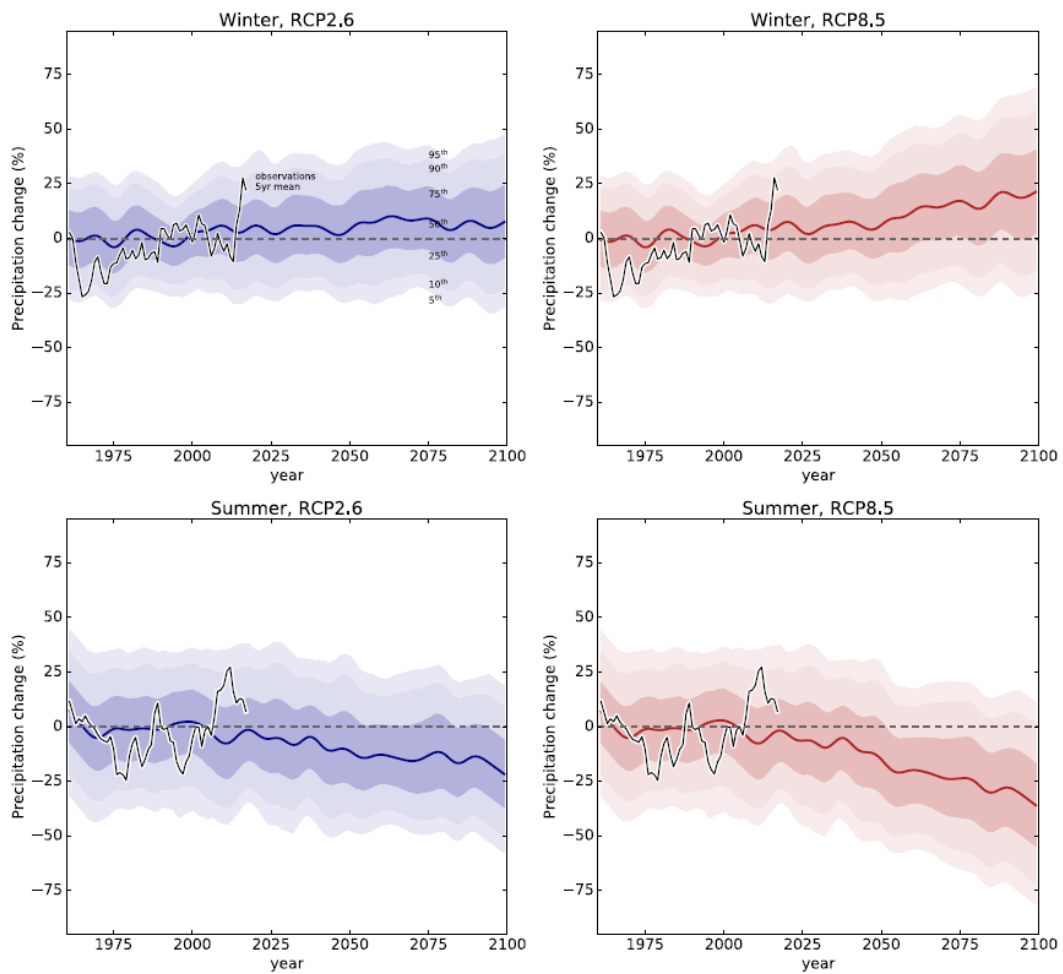 Winter, RCP2.6
Precipitation change (%)
75
50
25
0
−25
−50
−75
95th
90th
75th
50th
25th
10th
5th
observations
5yr mean
1975 2000 2025 2050 2075 2100
year
Winter, RCP8.5
Precipitation change (%)
75
50
25
0
−25
−50
−75
1975 2000 2025 2050 2075 2100
year
Summer, RCP2.6
Precipitation change (%)
75
50
25
0
−25
−50
−75
1975 2000 2025 2050 2075 2100
year
Summer, RCP8.5
Precipitation change (%)
75
50
25
0
−25
−50
−75
1975 2000 2025 2050 2075 2100
year